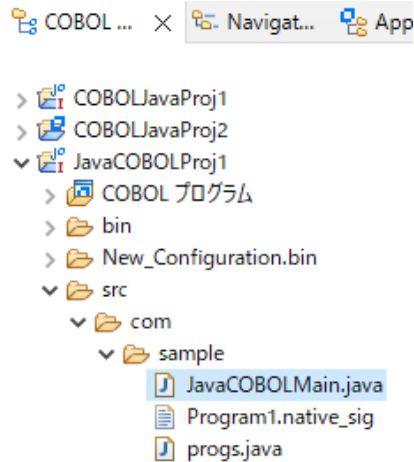 COBOL ... Navigat... App
COBOLJavaProj1
COBOLJavaProj2
JavaCOBOLProj1
COBOL プログラム
bin
New_Configuration.bin
src
com
sample
JavaCOBOLMain.java
Program1.native_sig
progs.java